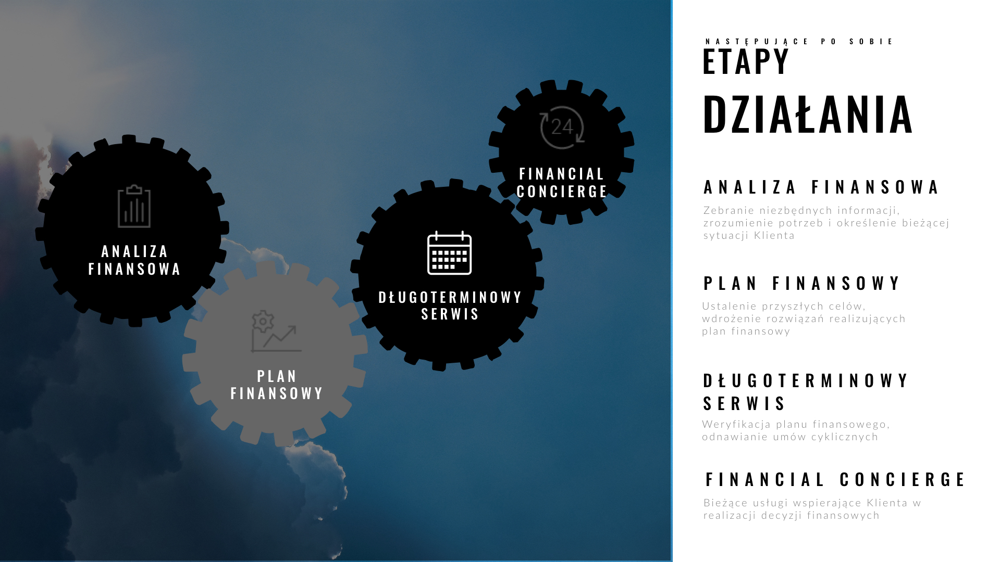 NASTĘPUJĄCE PO SOBIE
ETAPY
DZIAŁANIA
24
FINANCIAL
CONCIERGE
ANALIZA
FINANSOWA
DŁUGOTERMINOWY
SERWIS
PLAN
FINANSOWY
ANALIZA FINANSOWA
Zebranie niezbędnych informacji,
zrozumienie potrzeb i określenie bieżącej
sytuacji Klienta
PLAN FINANSOWY
Ustalenie przyszłych celów,
wdrożenie rozwiązań realizujących
plan finansowy
DŁUGOTERMINOWY
SERWIS
Weryfikacja planu finansowego,
odnawianie umów cyklicznych
FINANCIAL CONCIERGE
Bieżące usługi wspierające Klienta w
realizacji decyzji finansowych